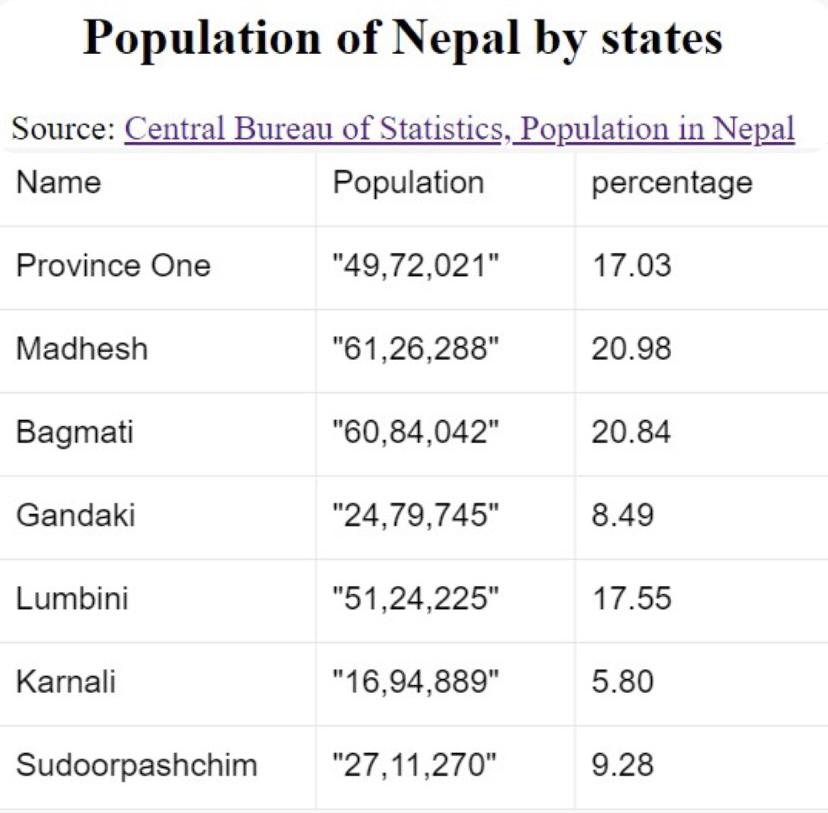 Population of Nepal by states
Source: Central Bureau of Statistics, Population in Nepal
Name Population percentage
Province One "49,72,021" 17.03
Madhesh "61,26,288" 20.98
Bagmati "60,84,042" 20.84
Gandaki "24,79,745" 8.49
Lumbini "51,24,225" 17.55
Karnali "16,94,889" 5.80
Sudoorpashchim "27,11,270" 9.28